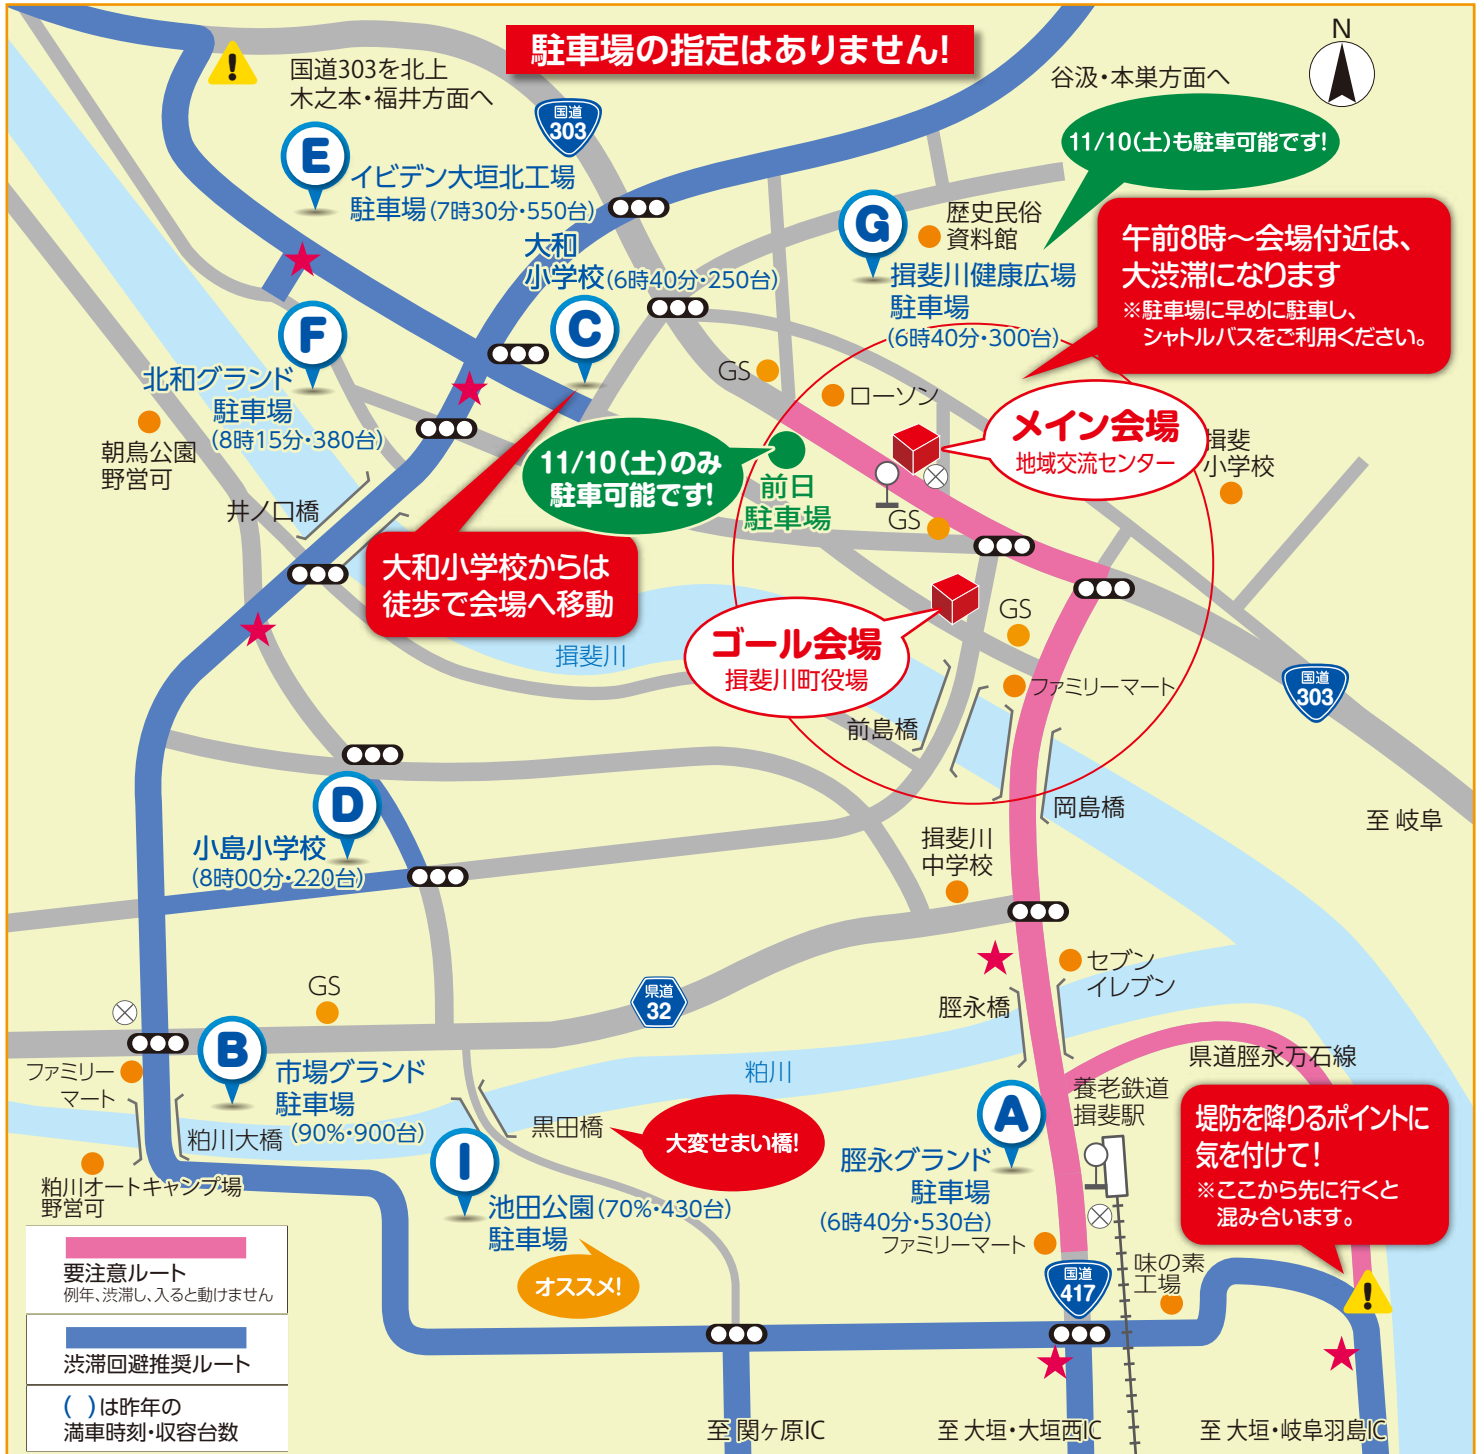 駐車場の指定はありません!
N
国道303を北上
木之本・福井方面へ
国道
303
谷汲・本巣方面へ
11/10(土)も駐車可能です!
E
イビデン大垣北工場
駐車場(7時30分・550台)
大和
小学校(6時40分・250台)
C
G
歴史民俗
資料館
揖斐川健康広場
駐車場
(6時40分・300台)
午前8時〜会場付近は、
大渋滞になります
※駐車場に早めに駐車し、
シャトルバスをご利用ください。
F
北和グランド
駐車場
(8時15分・380台)
朝鳥公園
野営可
GS
ローソン
メイン会場
地域交流センター
揖斐
小学校
11/10(土)のみ
駐車可能です!
前日
駐車場
GS
井ノ口橋
大和小学校からは
徒歩で会場へ移動
揖斐川
ゴール会場
揖斐川町役場
GS
ファミリーマート
国道
303
前島橋
岡島橋
至 岐阜
D
小島小学校
(8時00分・220台)
揖斐川
中学校
GS
県道
32
セブン
イレブン
脛永橋
県道脛永万石線
ファミリー
マート
B
市場グランド
駐車場
(90%・900台)
粕川
粕川大橋
黒田橋
大変せまい橋!
養老鉄道
揖斐駅
A
脛永グランド
駐車場
(6時40分・530台)
ファミリーマート
堤防を降りるポイントに
気を付けて!
※ここから先に行くと
混み合います。
粕川オートキャンプ場
野営可
I
池田公園(70%・430台)
駐車場
オススメ!
国道
417
味の素
工場
要注意ルート
例年、渋滞し、入ると動けません
渋滞回避推奨ルート
( )は昨年の
満車時刻・収容台数
至 関ヶ原IC
至 大垣・大垣西IC
至 大垣・岐阜羽島IC